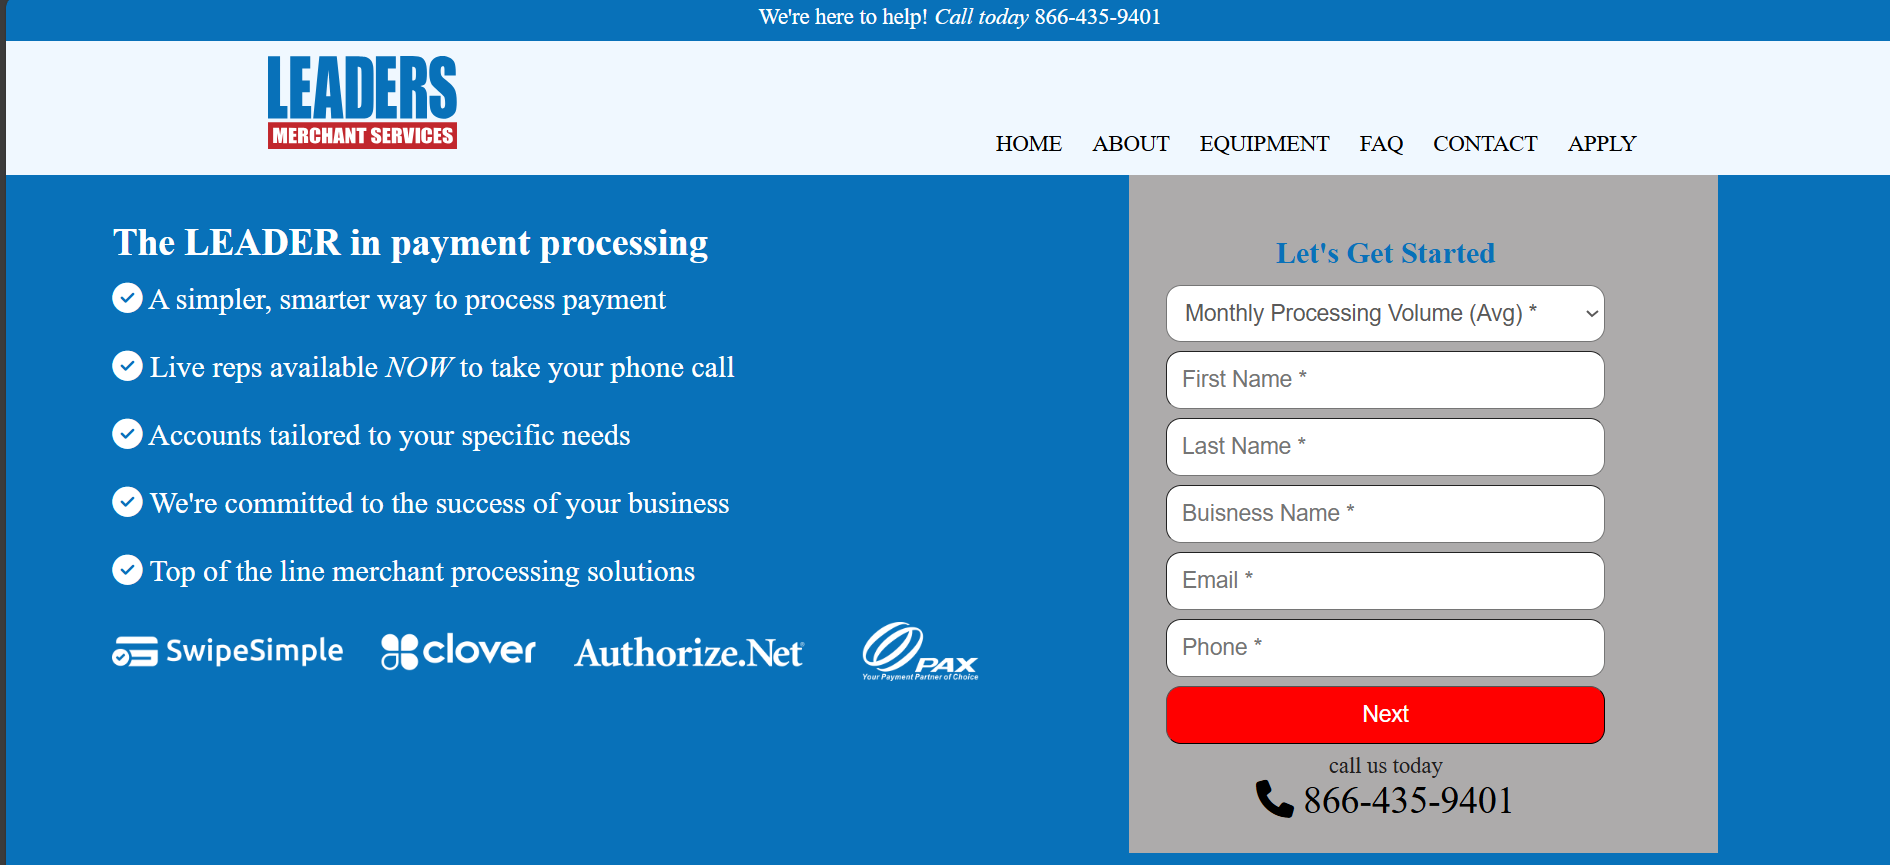 We're here to help! Call today 866-435-9401
LEADERS
MERCHANT SERVICES
HOME ABOUT EQUIPMENT FAQ CONTACT APPLY
The LEADER in payment processing
A simpler, smarter way to process payment
Live reps available NOW to take your phone call
Accounts tailored to your specific needs
We're committed to the success of your business
Top of the line merchant processing solutions
SwipeSimple clover Authorize.Net PAX
Your Payment Partner of Choice
Let's Get Started
Monthly Processing Volume (Avg) *
First Name *
Last Name *
Buisness Name *
Email *
Phone *
Next
call us today
866-435-9401